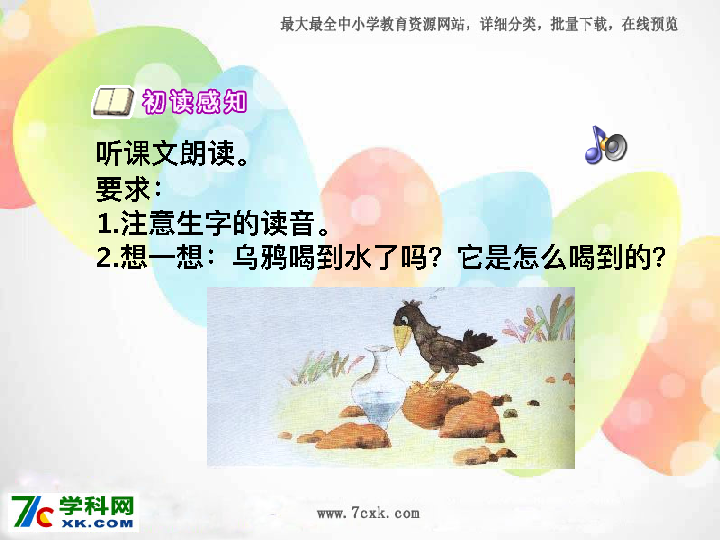 最大最全中小学教育资源网站，详细分类，批量下载，在线预览
初读感知
听课文朗读。
要求：
1.注意生字的读音。
2.想一想：乌鸦喝到水了吗？它是怎么喝到的？
7c学科网
XK.COM
www.7cxk.com